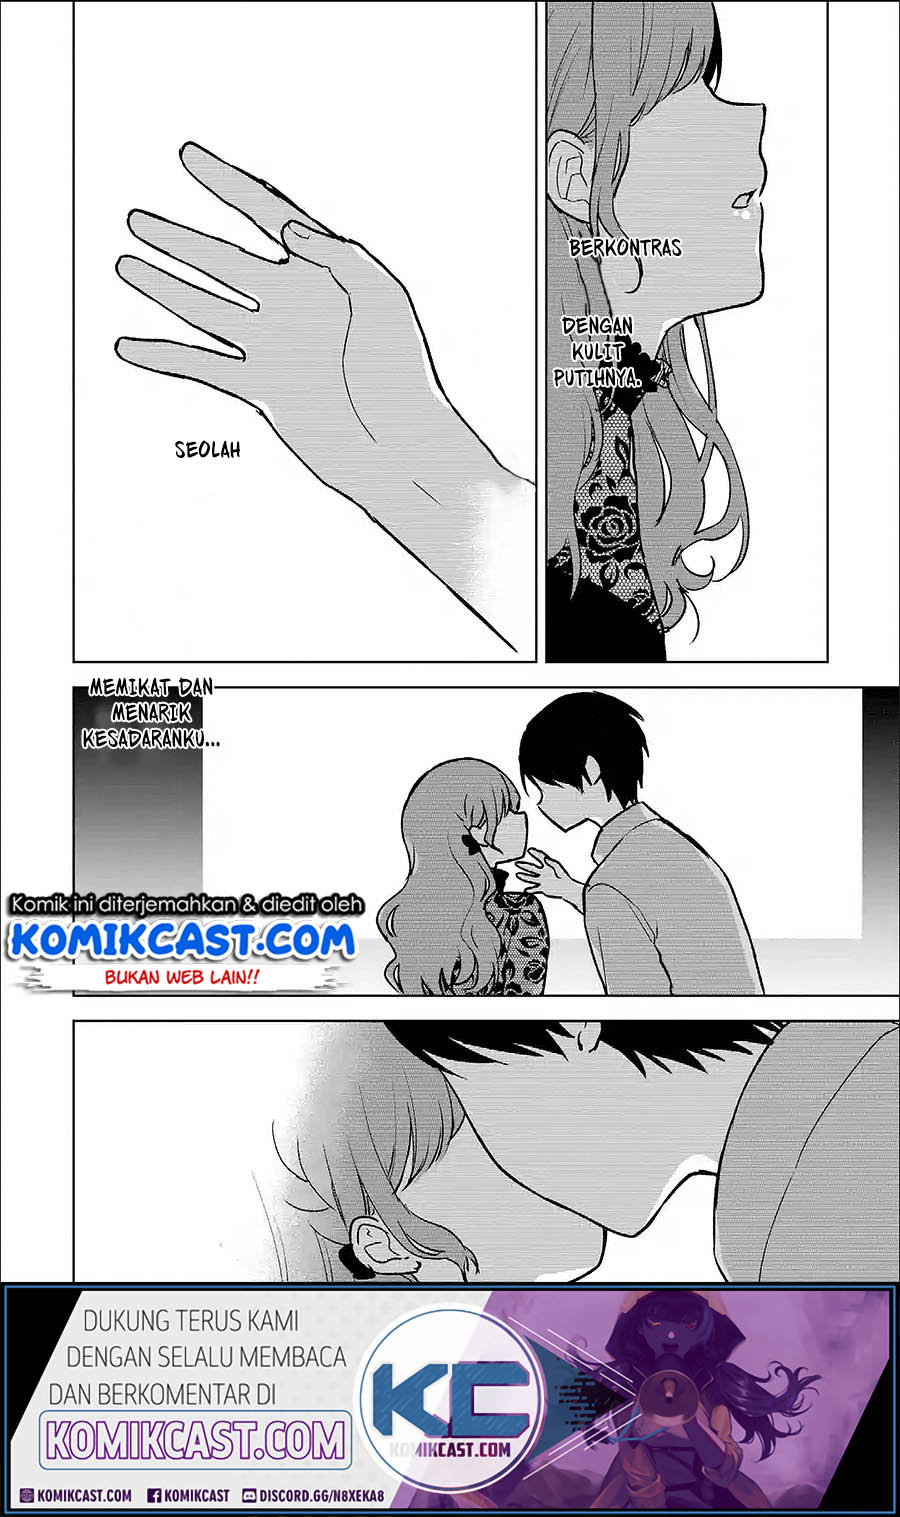 BERKONTRAS
DENGAN
KULIT
PUTIHNYA.
SEOLAH
MEMIKAT DAN
MENARIK
KESADARANKU...
Komik ini diterjemahkan & diedit oleh
KOMIKCAST.COM
BUKAN WEB LAIN!!
DUKUNG TERUS KAMI
DENGAN SELALU MEMBACA
DAN BERKOMENTAR DI
KOMIKCAST.COM
KC
KOMIKCAST.COM
KOMIKCAST.COM KOMIKCAST DISCORD.GG/N8XEKA8